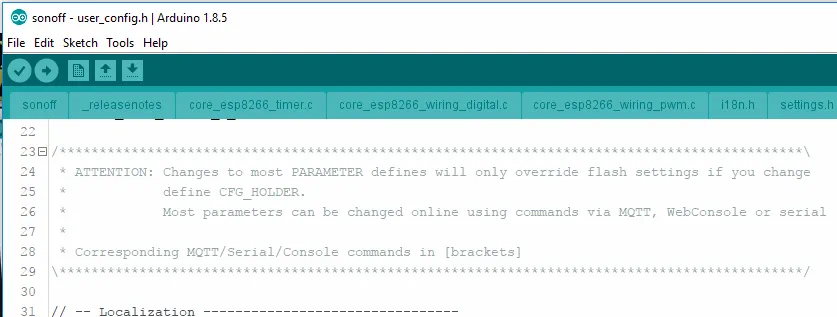 sonoff - user_config.h | Arduino 1.8.5
File Edit Sketch Tools Help
sonoff _releasenotes core_esp8266_timer.c core_esp8266_wiring_digital.c core_esp8266_wiring_pwm.c i18n.h settings.h
22
23 /*********************************************************************************************\
24 * ATTENTION: Changes to most PARAMETER defines will only override flash settings if you change
25 * define CFG_HOLDER.
26 * Most parameters can be changed online using commands via MQTT, WebConsole or serial
27 *
28 * Corresponding MQTT/Serial/Console commands in [brackets]
29 \*********************************************************************************************/
30
31 // -- Localization --------------------------------